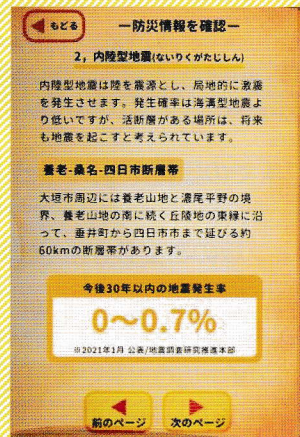 もどる
ー防災情報を確認ー
2，内陸型地震(ないりくがたじしん)
内陸型地震は陸を震源とし、局地的に激震
を発生させます。発生確率は海溝型地震よ
り低いですが、活断層がある場所は、将来
も地震を起こすと考えられています。
養老-桑名-四日市断層帯
大垣市周辺には養老山地と濃尾平野の境
界、養老山地の南に続く丘陵地の東縁に沿
って、垂井町から四日市市まで延びる約
60kmの断層帯があります。
今後30年以内の地震発生率
0〜0.7%
※2021年1月 公表/地震調査研究推進本部
前のページ
次のページ